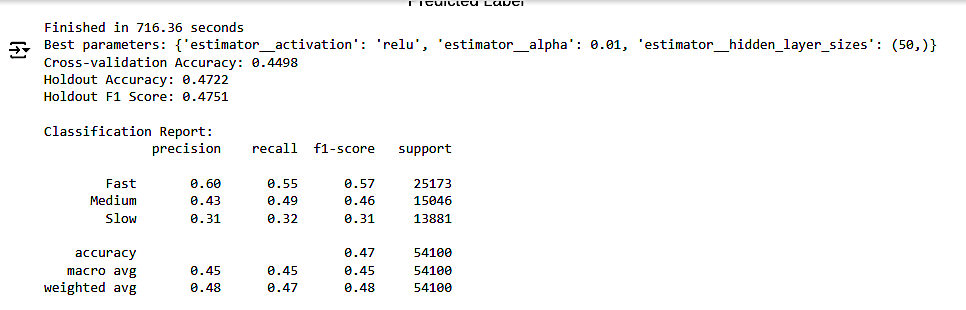 Predicted Label
Finished in 716.36 seconds
Best parameters: {'estimator__activation': 'relu', 'estimator__alpha': 0.01, 'estimator__hidden_layer_sizes': (50,)}
Cross-validation Accuracy: 0.4498
Holdout Accuracy: 0.4722
Holdout F1 Score: 0.4751
Classification Report:
precision recall f1-score support
Fast 0.60 0.55 0.57 25173
Medium 0.43 0.49 0.46 15046
Slow 0.31 0.32 0.31 13881
accuracy 0.47 54100
macro avg 0.45 0.45 0.45 54100
weighted avg 0.48 0.47 0.48 54100